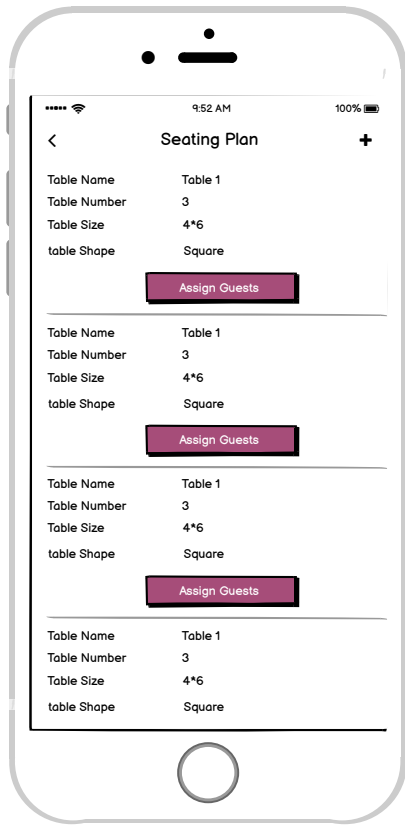 9:52 AM 100%
Seating Plan
Table Name Table 1
Table Number 3
Table Size 4*6
table Shape Square
Assign Guests
Table Name Table 1
Table Number 3
Table Size 4*6
table Shape Square
Assign Guests
Table Name Table 1
Table Number 3
Table Size 4*6
table Shape Square
Assign Guests
Table Name Table 1
Table Number 3
Table Size 4*6
table Shape Square